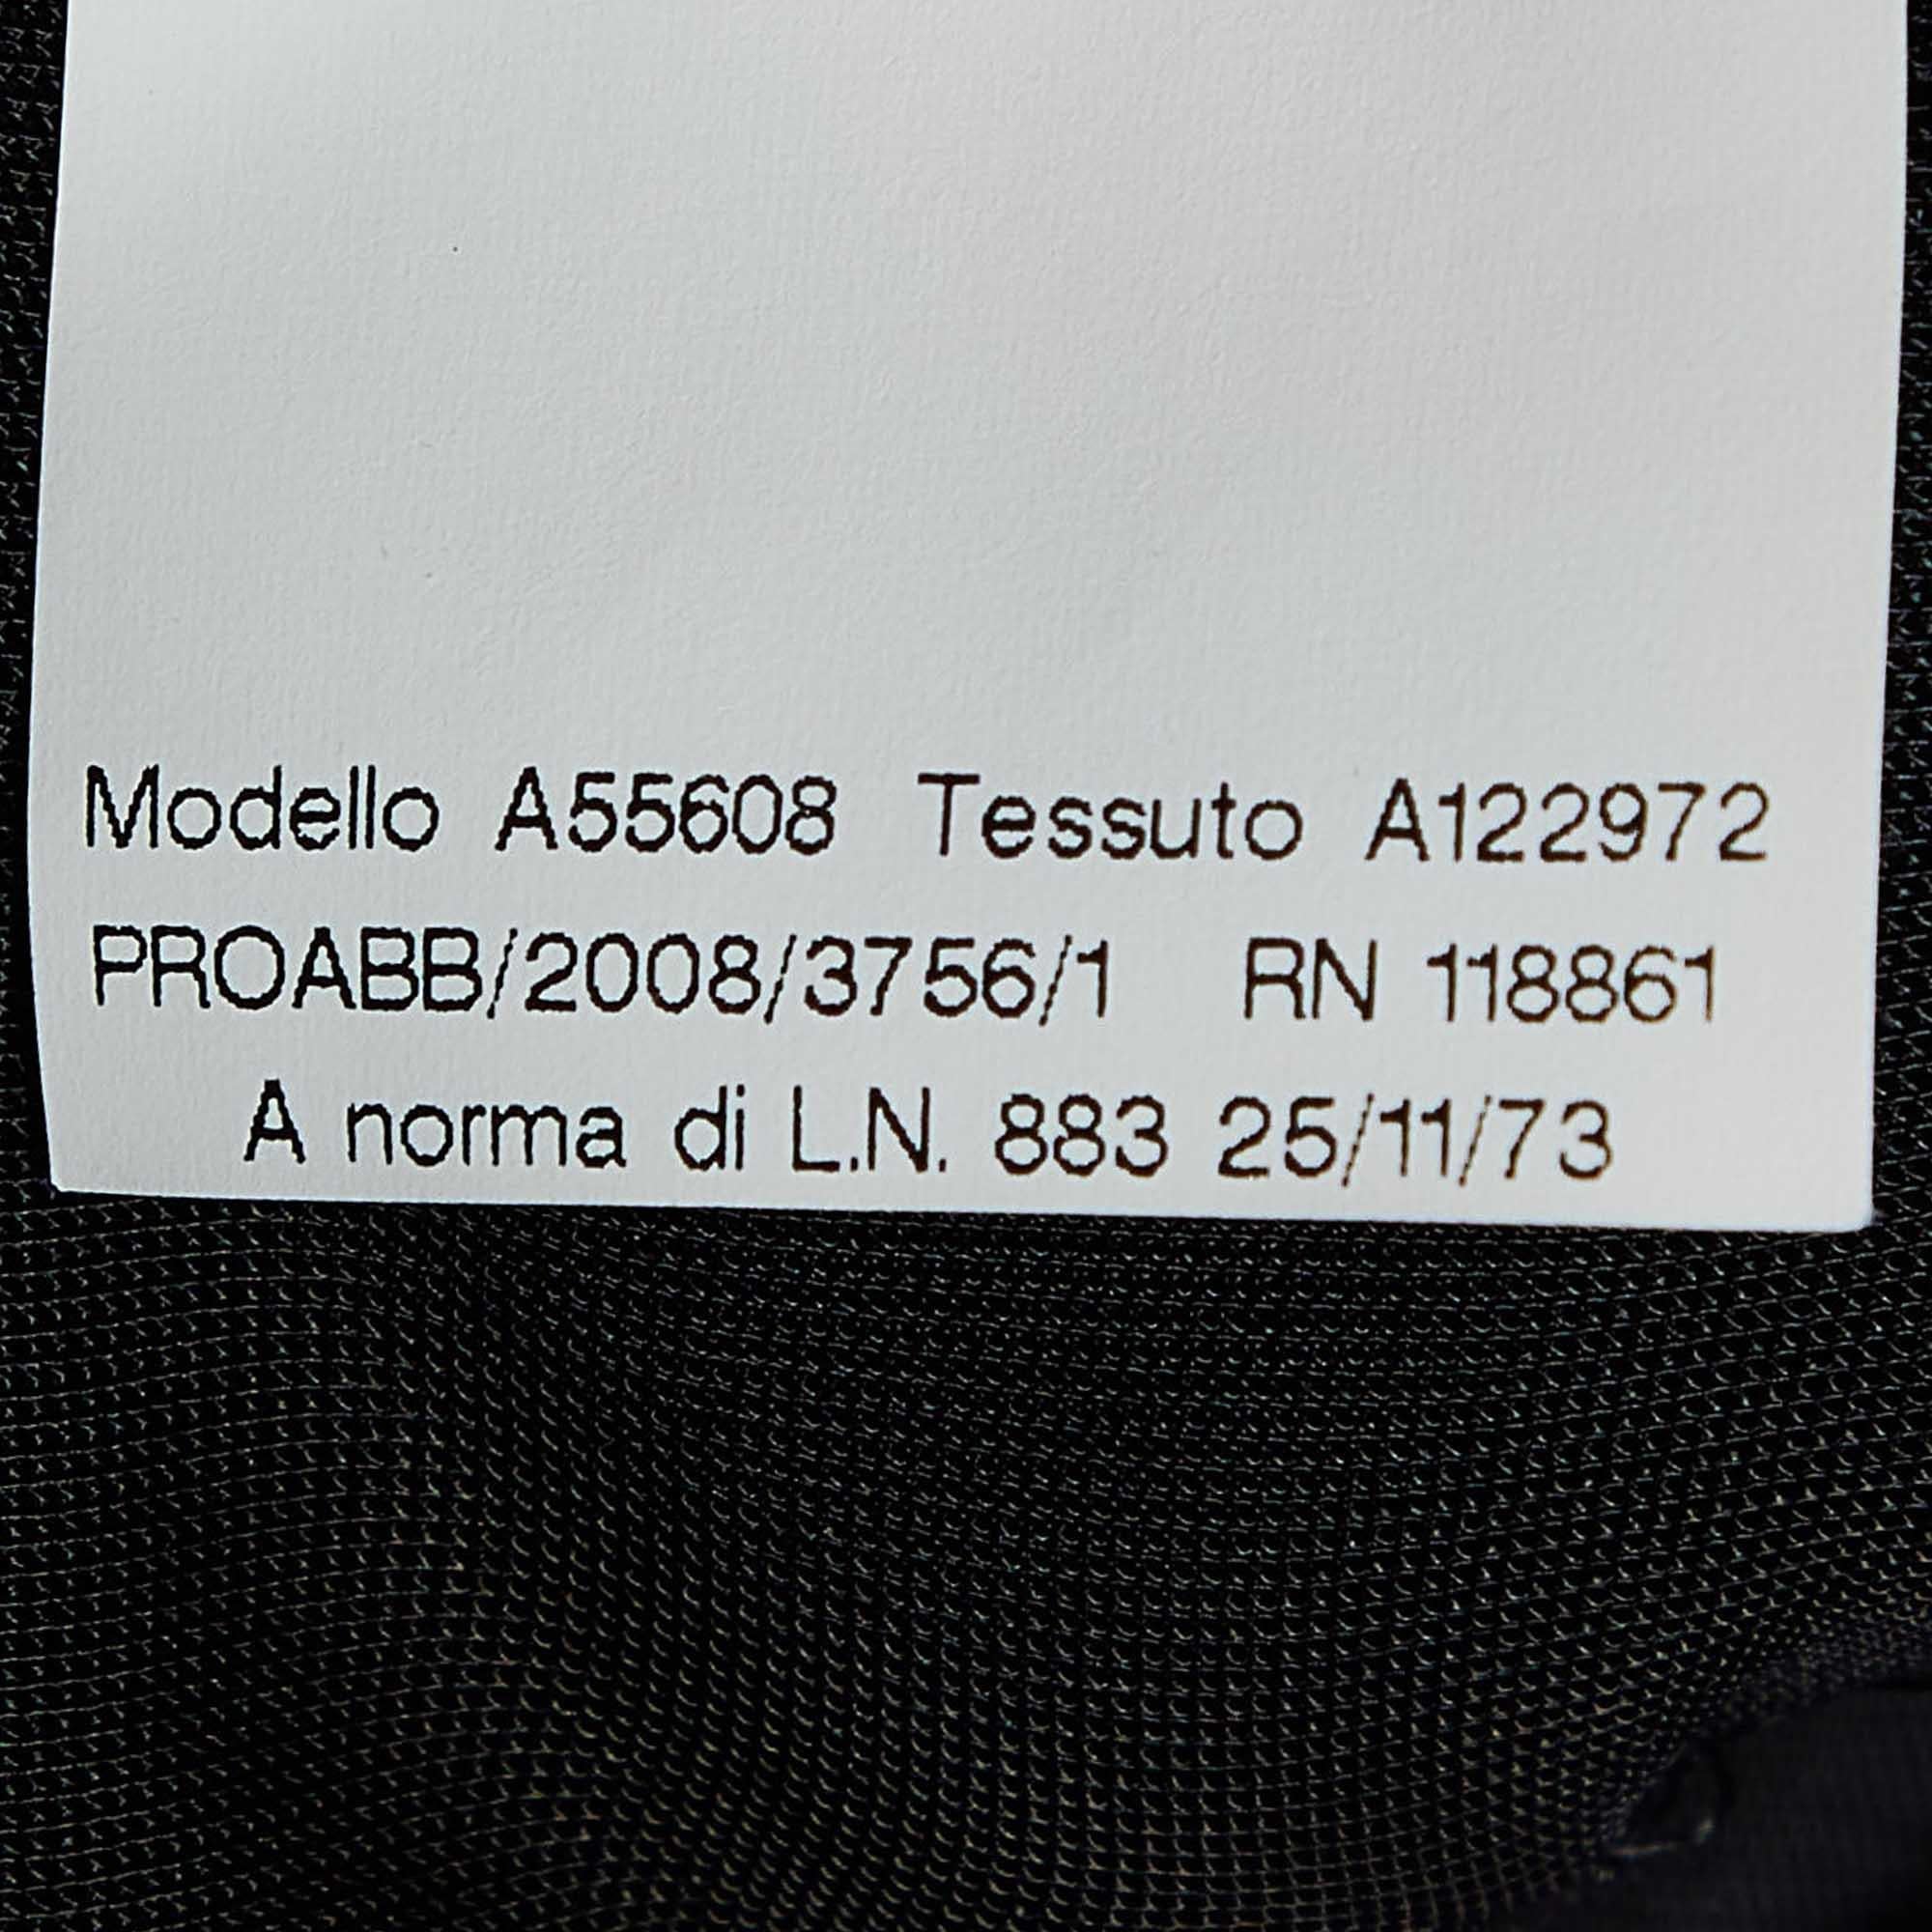 Modello A55608 Tessuto A122972
PROABB/2008/3756/1 RN 118861
A norma di L.N. 883 25/11/73